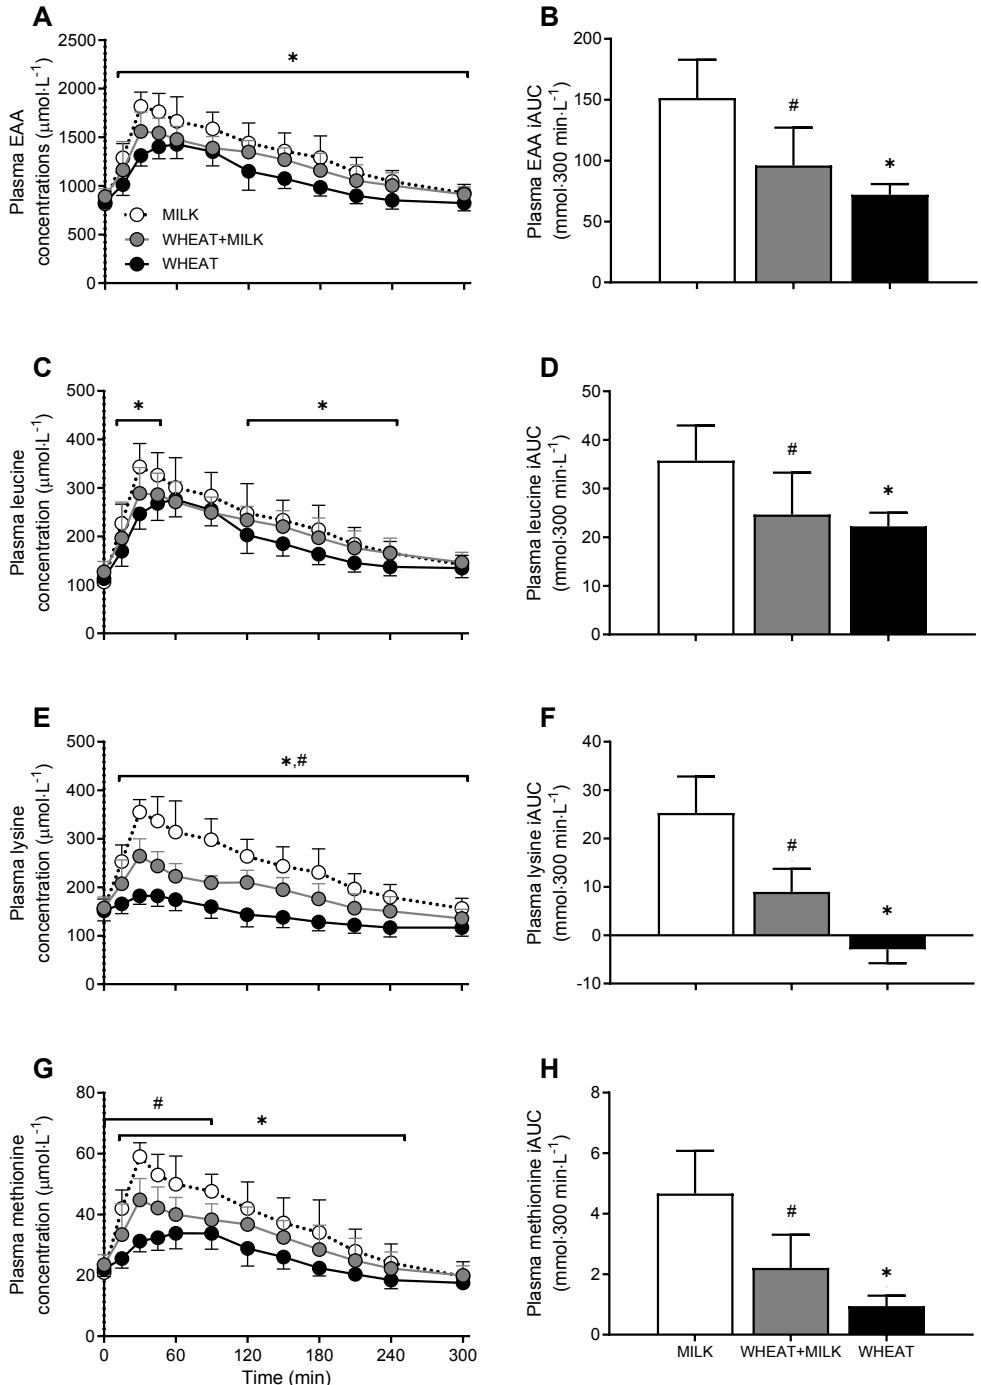 A
Plasma EAA
concentrations (μmol·L⁻¹)
2500
2000
1500
1000
500
0
*
MILK
WHEAT+MILK
WHEAT
B
Plasma EAA iAUC
(mmol·300 min·L⁻¹)
200
150
100
50
0
#
*
C
Plasma leucine
concentration (μmol·L⁻¹)
500
400
300
200
100
0
*
*
D
Plasma leucine iAUC
(mmol·300 min·L⁻¹)
50
40
30
20
10
0
#
*
E
Plasma lysine
concentration (μmol·L⁻¹)
500
400
300
200
100
0
*,#
F
Plasma lysine iAUC
(mmol·300 min·L⁻¹)
40
30
20
10
0
-10
#
*
G
Plasma methionine
concentration (μmol·L⁻¹)
80
60
40
20
0
#
*
0 60 120 180 240 300
Time (min)
H
Plasma methionine iAUC
(mmol·300 min·L⁻¹)
8
6
4
2
0
#
*
MILK WHEAT+MILK WHEAT